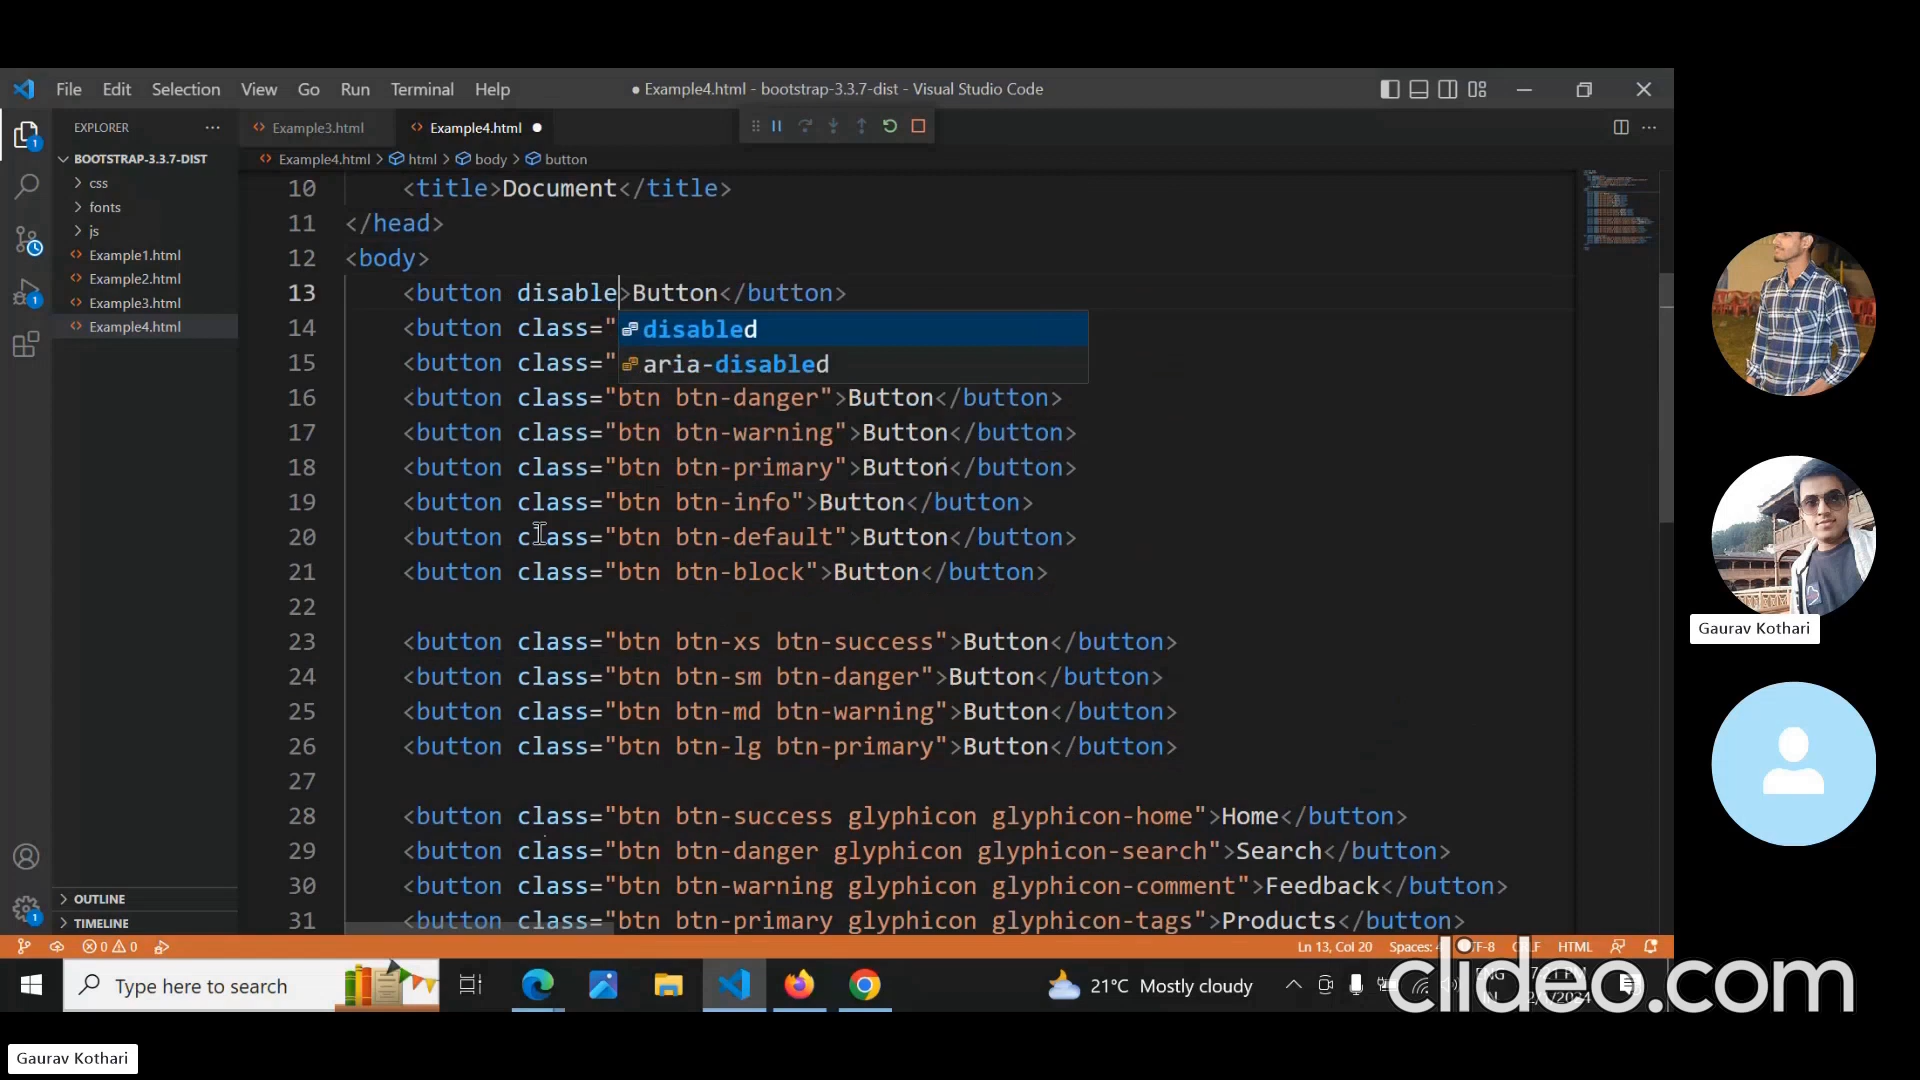 File Edit Selection View Go Run Terminal Help
● Example4.html - bootstrap-3.3.7-dist - Visual Studio Code
EXPLORER
Example3.html
Example4.html
BOOTSTRAP-3.3.7-DIST
Example4.html > html > body > button
css
fonts
js
Example1.html
Example2.html
Example3.html
Example4.html
10 <title>Document</title>
11 </head>
12 <body>
13 <button disable>Button</button>
disabled
aria-disabled
14 <button class="
15 <button class="
16 <button class="btn btn-danger">Button</button>
17 <button class="btn btn-warning">Button</button>
18 <button class="btn btn-primary">Button</button>
19 <button class="btn btn-info">Button</button>
20 <button class="btn btn-default">Button</button>
21 <button class="btn btn-block">Button</button>
22
23 <button class="btn btn-xs btn-success">Button</button>
24 <button class="btn btn-sm btn-danger">Button</button>
25 <button class="btn btn-md btn-warning">Button</button>
26 <button class="btn btn-lg btn-primary">Button</button>
27
28 <button class="btn btn-success glyphicon glyphicon-home">Home</button>
29 <button class="btn btn-danger glyphicon glyphicon-search">Search</button>
30 <button class="btn btn-warning glyphicon glyphicon-comment">Feedback</button>
31 <button class="btn btn-primary glyphicon glyphicon-tags">Products</button>
OUTLINE
TIMELINE
0 0
Ln 13, Col 20
HTML
Type here to search
21°C Mostly cloudy
ENG
clideo.com
Gaurav Kothari
Gaurav Kothari